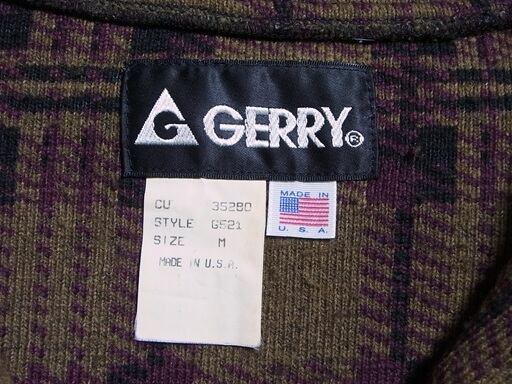 G GERRY®
CU 35280
STYLE G521
SIZE M
MADE IN U.S.A.
MADE IN
U. S. A.